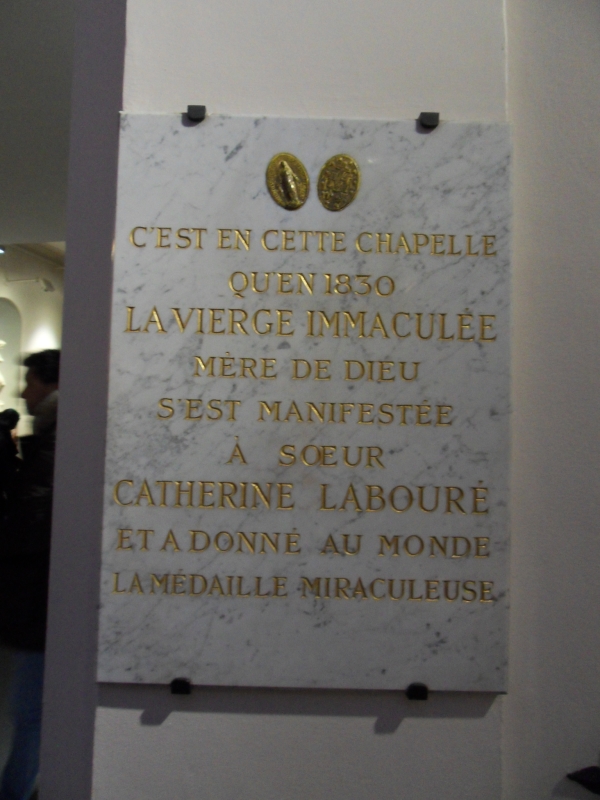 C'EST EN CETTE CHAPELLE
QU'EN 1830
LA VIERGE IMMACULÉE
MÈRE DE DIEU
S'EST MANIFESTÉE
À SŒUR
CATHERINE LABOURÉ
ET A DONNÉ AU MONDE
LA MÉDAILLE MIRACULEUSE